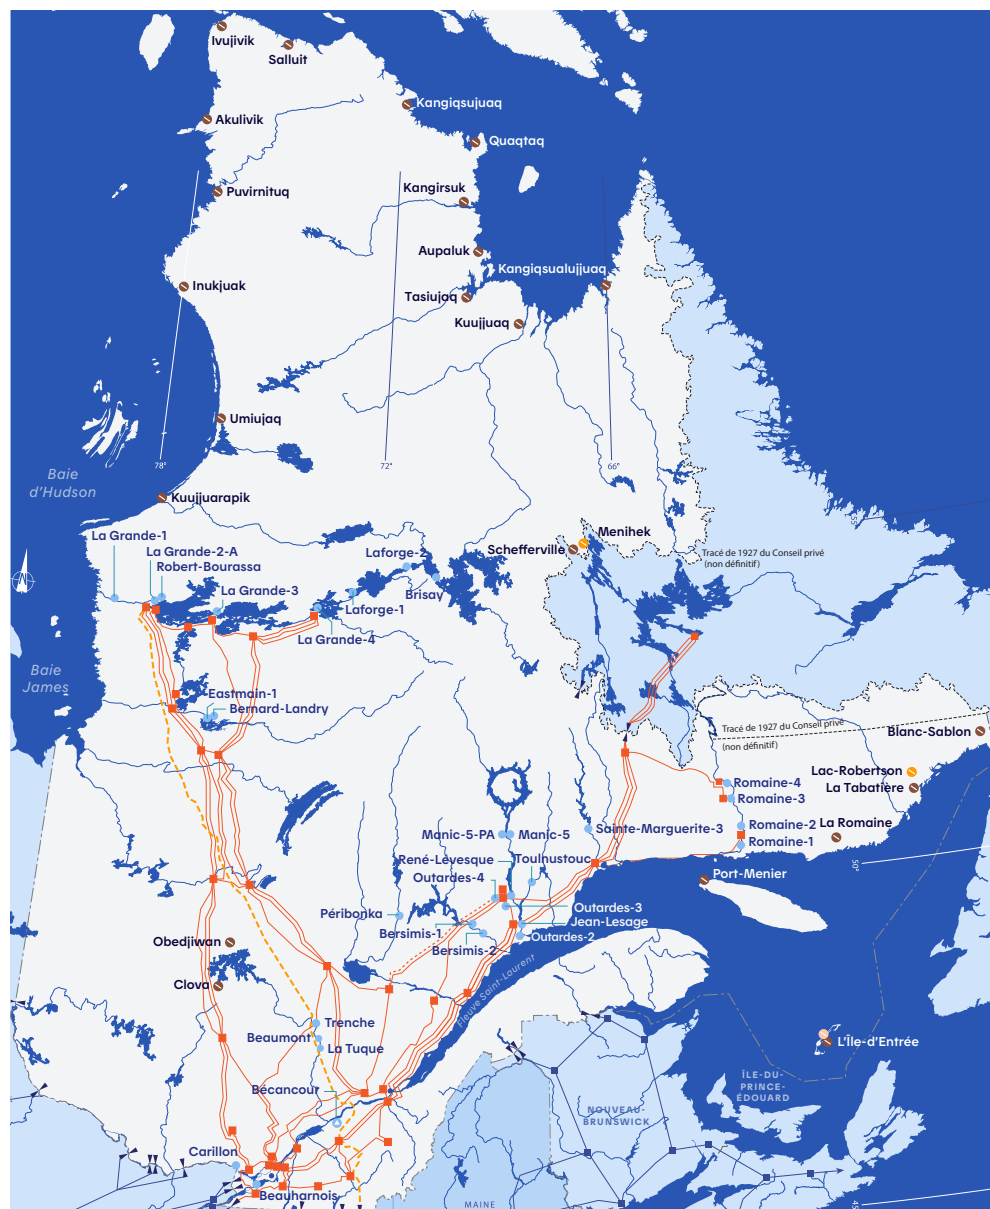 Ivujivik
Salluit
Kangiqsujuaq
Akulivik
Quaqtaq
Kangirsuk
Puvirnituq
Aupaluk
Kangiqsualujjuaq
Inukjuak
Tasiujaq
Kuujjuaq
Umiujaq
78°
72°
66°
Baie
d'Hudson
Kuujjuarapik
55°
La Grande-1
Menihek
La Grande-2-A
Laforge-2
Schefferville
Tracé de 1927 du Conseil privé
(non définitif)
Robert-Bourassa
La Grande-3
Brisay
N
Laforge-1
La Grande-4
Baie
James
Eastmain-1
Bernard-Landry
Tracé de 1927 du Conseil privé
(non définitif)
Blanc-Sablon
Lac-Robertson
La Tabatière
Romaine-4
Romaine-3
Romaine-2
La Romaine
Romaine-1
Manic-5-PA
Manic-5
Sainte-Marguerite-3
René-Lévesque
Toulnustouc
50°
Outardes-4
Port-Menier
Péribonka
Outardes-3
Jean-Lesage
Bersimis-1
Outardes-2
Bersimis-2
Obedjiwan
Clova
Fleuve Saint-Laurent
Trenche
Beaumont
La Tuque
L'Île-d'Entrée
Bécancour
ÎLE-DU-
PRINCE-
ÉDOUARD
NOUVEAU-
BRUNSWICK
Carillon
Beauharnois
MAINE
45°